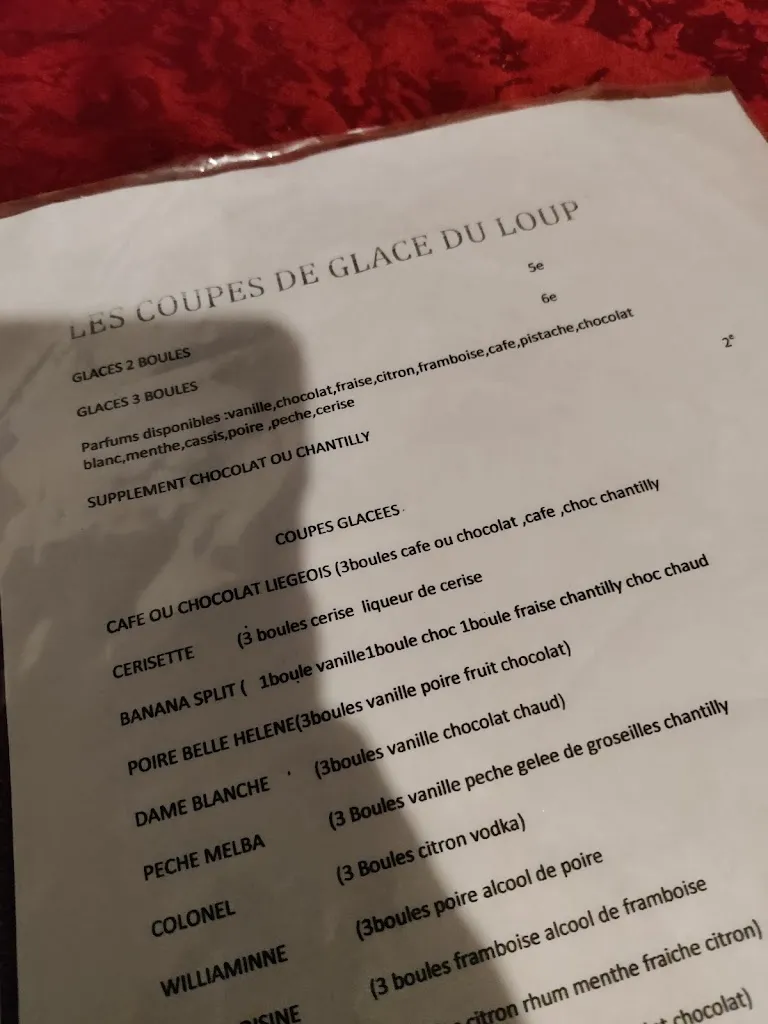 LES COUPES DE GLACE DU LOUP
GLACES 2 BOULES 5e
GLACES 3 BOULES 6e
Parfums disponibles :vanille,chocolat,fraise,citron,framboise,cafe,pistache,chocolat
blanc,menthe,cassis,poire ,peche,cerise
SUPPLEMENT CHOCOLAT OU CHANTILLY 2e
COUPES GLACEES
CAFE OU CHOCOLAT LIEGEOIS (3boules cafe ou chocolat ,cafe ,choc chantilly
CERISETTE (3 boules cerise liqueur de cerise
BANANA SPLIT ( 1boule vanille1boule choc 1boule fraise chantilly choc chaud
POIRE BELLE HELENE(3boules vanille poire fruit chocolat)
DAME BLANCHE (3boules vanille chocolat chaud)
PECHE MELBA (3 Boules vanille peche gelee de groseilles chantilly
COLONEL (3 Boules citron vodka)
WILLIAMINNE (3boules poire alcool de poire
(3 boules framboise alcool de framboise
citron rhum menthe fraiche citron)
chocolat)